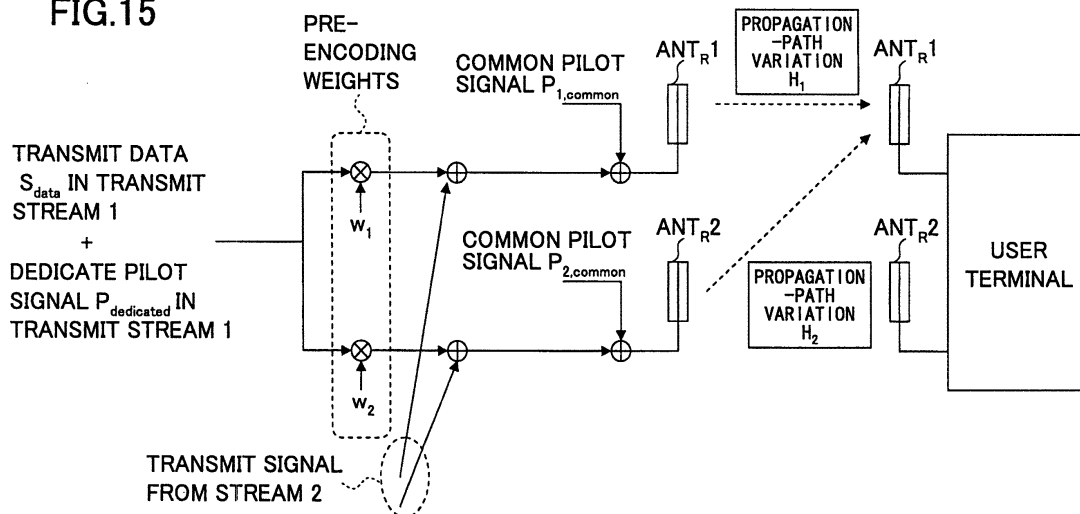 FIG.15
PRE-
ENCODING
WEIGHTS
COMMON PILOT
SIGNAL P1,common
ANTR1
PROPAGATION
-PATH
VARIATION
H1
ANTR1
TRANSMIT DATA
Sdata IN TRANSMIT
STREAM 1
+
DEDICATE PILOT
SIGNAL Pdedicated IN
TRANSMIT STREAM 1
w1
COMMON PILOT
SIGNAL P2,common
ANTR2
PROPAGATION
-PATH
VARIATION
H2
ANTR2
USER
TERMINAL
w2
TRANSMIT SIGNAL
FROM STREAM 2